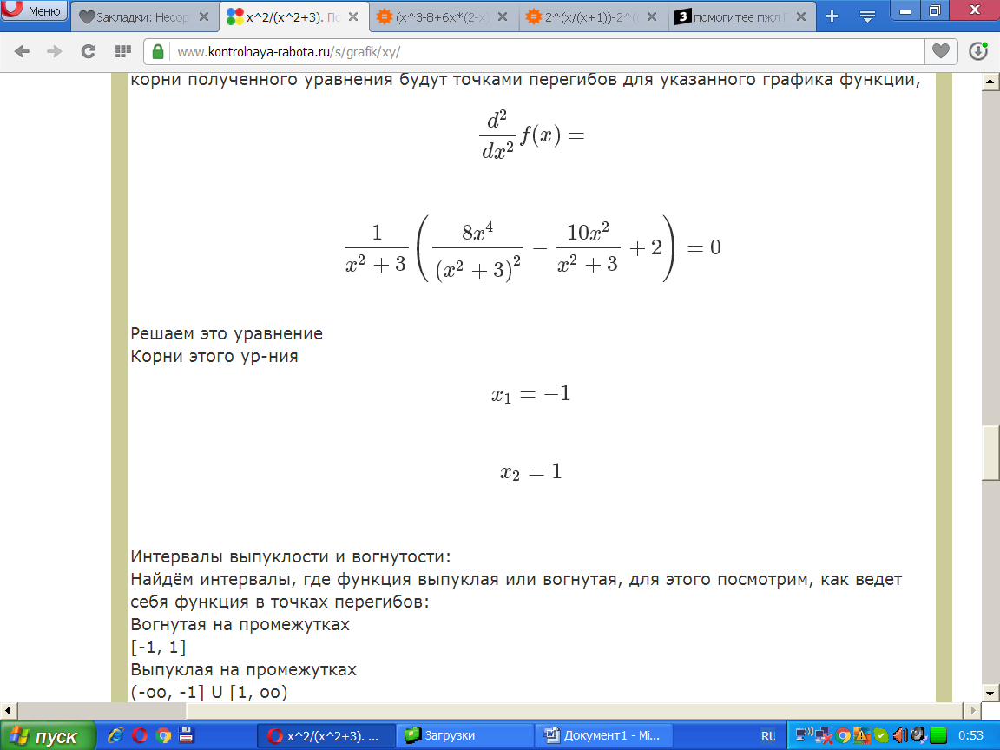 Меню
Закладки: Несор
x^2/(x^2+3). По
(x^3-8+6x*(2-x)
2^(x/(x+1))-2^(
помогитее пжл
www.kontrolnaya-rabota.ru/s/grafik/xy/
корни полученного уравнения будут точками перегибов для указанного графика функции,
d²/dx² f(x) =
1/(x² + 3) (8x⁴/(x² + 3)² − 10x²/(x² + 3) + 2) = 0
Решаем это уравнение
Корни этого ур-ния
x₁ = −1
x₂ = 1
Интервалы выпуклости и вогнутости:
Найдём интервалы, где функция выпуклая или вогнутая, для этого посмотрим, как ведет
себя функция в точках перегибов:
Вогнутая на промежутках
[-1, 1]
Выпуклая на промежутках
(-oo, -1] U [1, oo)
пуск
x^2/(x^2+3). ...
Загрузки
Документ1 - Mi...
RU
0:53